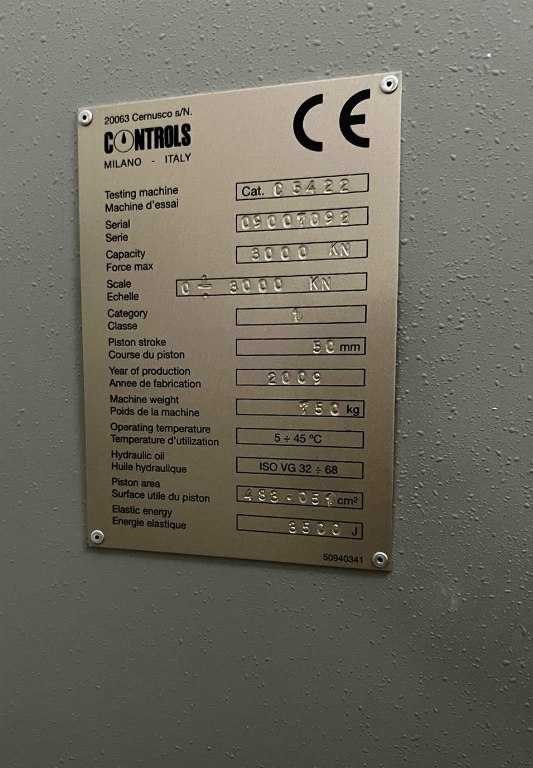 20063 Cernusco s/N.
CONTROLS
MILANO - ITALY
CE
Testing machine
Machine d'essai
Cat. C5422
Serial
Serie
Capacity
Force max
3000 KN
Scale
Echelle
0 ÷ 3000 KN
Category
Classe
1
Piston stroke
Course du piston
50 mm
Year of production
Annee de fabrication
2009
Machine weight
Poids de la machine
750 kg
Operating temperature
Temperature d'utilization
5 ÷ 45 °C
Hydraulic oil
Huile hydraulique
ISO VG 32 ÷ 68
Piston area
Surface utile du piston
cm²
Elastic energy
Energie elastique
3500 J
50940341